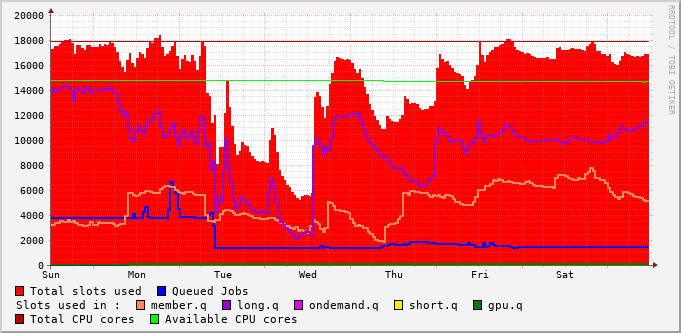 20000
18000
16000
14000
12000
10000
8000
6000
4000
2000
0
Sun Mon Tue Wed Thu Fri Sat
RRDTOOL / TOBI OETIKER
Total slots used Queued Jobs
Slots used in : member.q long.q ondemand.q short.q gpu.q
Total CPU cores Available CPU cores